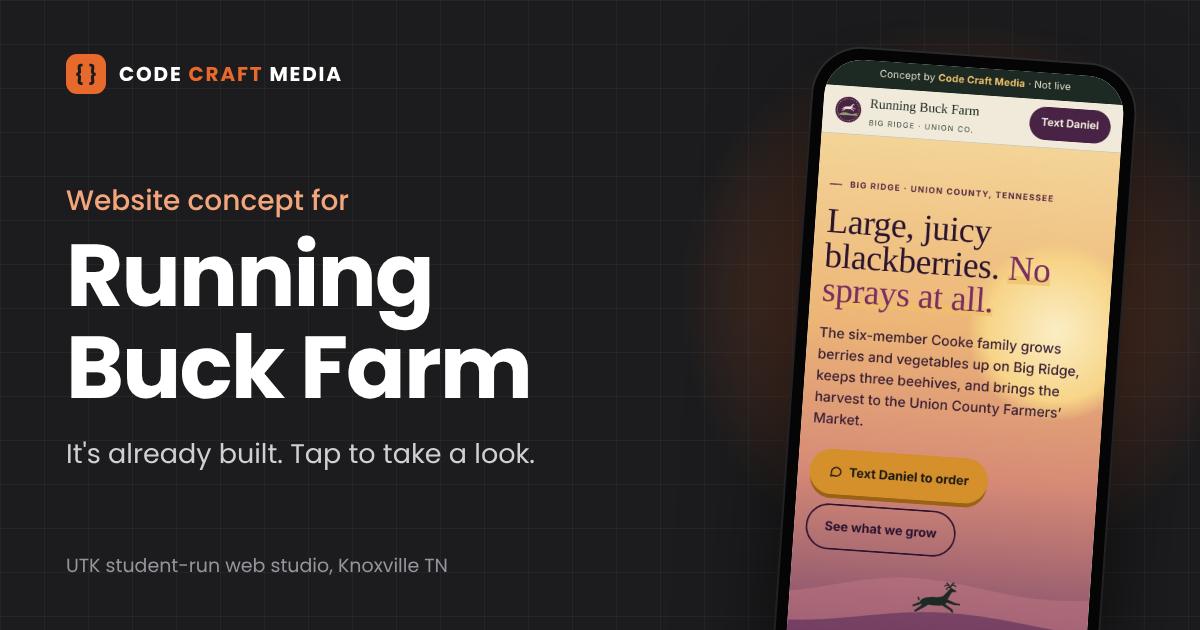 { } CODE CRAFT MEDIA
Website concept for
Running
Buck Farm
It's already built. Tap to take a look.
UTK student-run web studio, Knoxville TN
Concept by Code Craft Media · Not live
Running Buck Farm
BIG RIDGE · UNION CO.
Text Daniel
— BIG RIDGE · UNION COUNTY, TENNESSEE
Large, juicy
blackberries. No
sprays at all.
The six-member Cooke family grows
berries and vegetables up on Big Ridge,
keeps three beehives, and brings the
harvest to the Union County Farmers’
Market.
Text Daniel to order
See what we grow